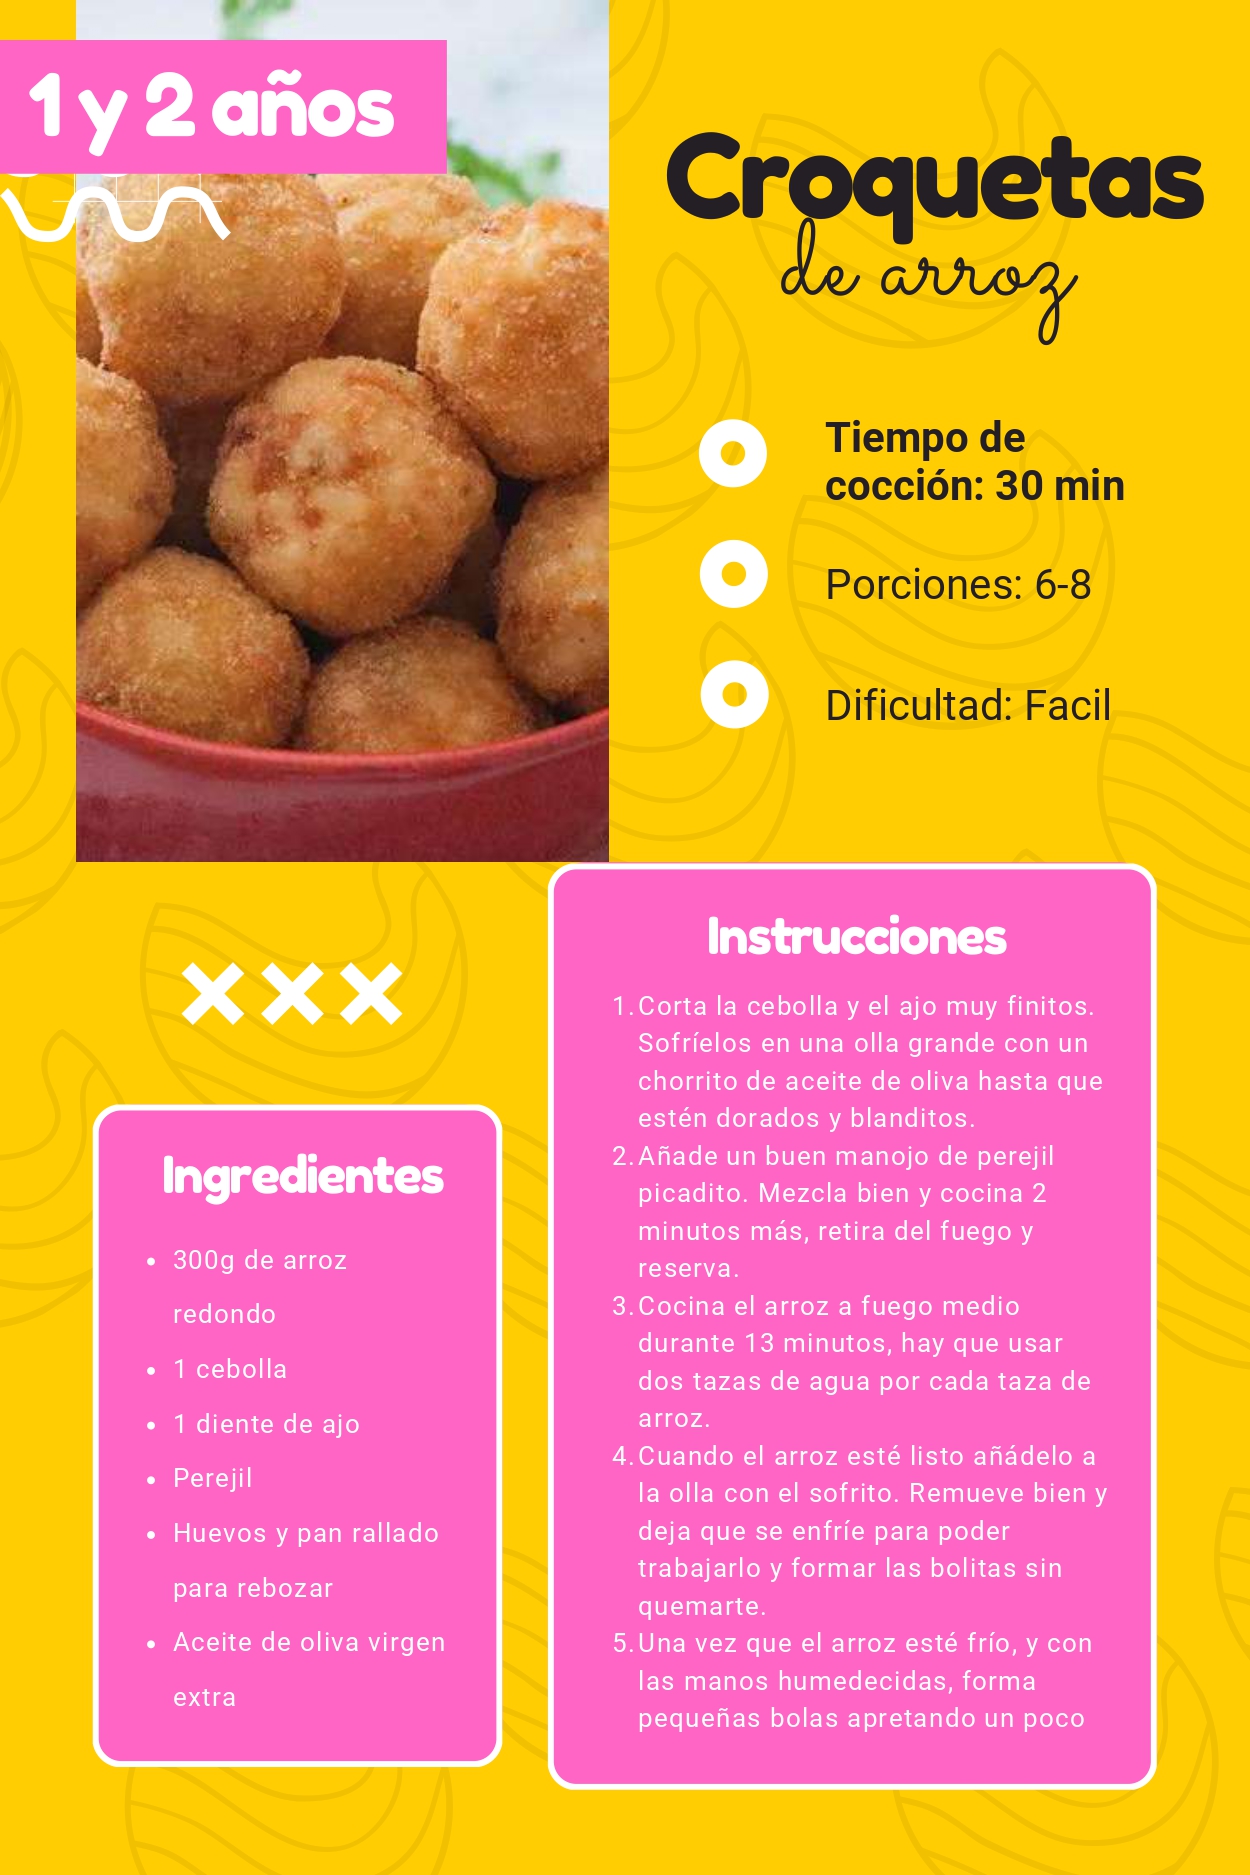 1 y 2 años
Croquetas
de arroz
Tiempo de
cocción: 30 min
Porciones: 6-8
Dificultad: Facil
Ingredientes
• 300g de arroz
redondo
• 1 cebolla
• 1 diente de ajo
• Perejil
• Huevos y pan rallado
para rebozar
• Aceite de oliva virgen
extra
Instrucciones
1. Corta la cebolla y el ajo muy finitos.
Sofríelos en una olla grande con un
chorrito de aceite de oliva hasta que
estén dorados y blanditos.
2. Añade un buen manojo de perejil
picadito. Mezcla bien y cocina 2
minutos más, retira del fuego y
reserva.
3. Cocina el arroz a fuego medio
durante 13 minutos, hay que usar
dos tazas de agua por cada taza de
arroz.
4. Cuando el arroz esté listo añádelo a
la olla con el sofrito. Remueve bien y
deja que se enfríe para poder
trabajarlo y formar las bolitas sin
quemarte.
5. Una vez que el arroz esté frío, y con
las manos humedecidas, forma
pequeñas bolas apretando un poco